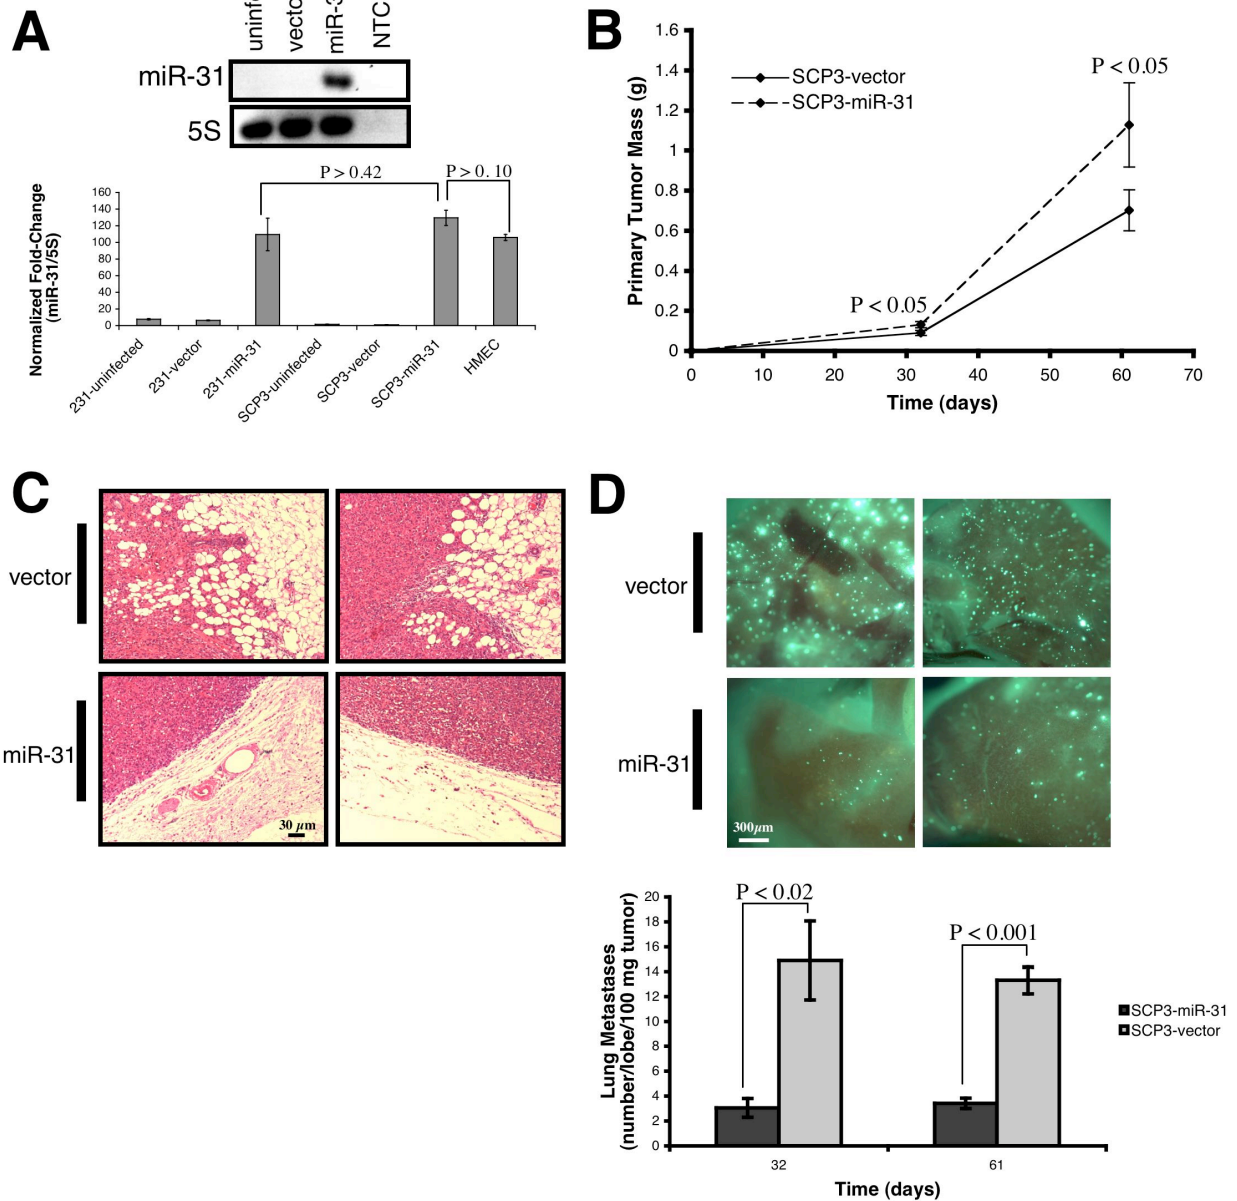 A
miR-31
5S
NTC
P > 0.42
P > 0.10
Normalized Fold-Change
(miR-31/5S)
160
140
120
100
80
60
40
20
0
231-uninfected
231-vector
231-miR-31
SCP3-uninfected
SCP3-vector
SCP3-miR-31
HMEC
B
Primary Tumor Mass (g)
1.6
1.4
1.2
1
0.8
0.6
0.4
0.2
0
SCP3-vector
SCP3-miR-31
P < 0.05
P < 0.05
0 10 20 30 40 50 60 70
Time (days)
C
vector
miR-31
30 µm
D
vector
miR-31
300µm
Lung Metastases
(number/lobe/100 mg tumor)
20
18
16
14
12
10
8
6
4
2
0
P < 0.02
P < 0.001
SCP3-miR-31
SCP3-vector
32 61
Time (days)